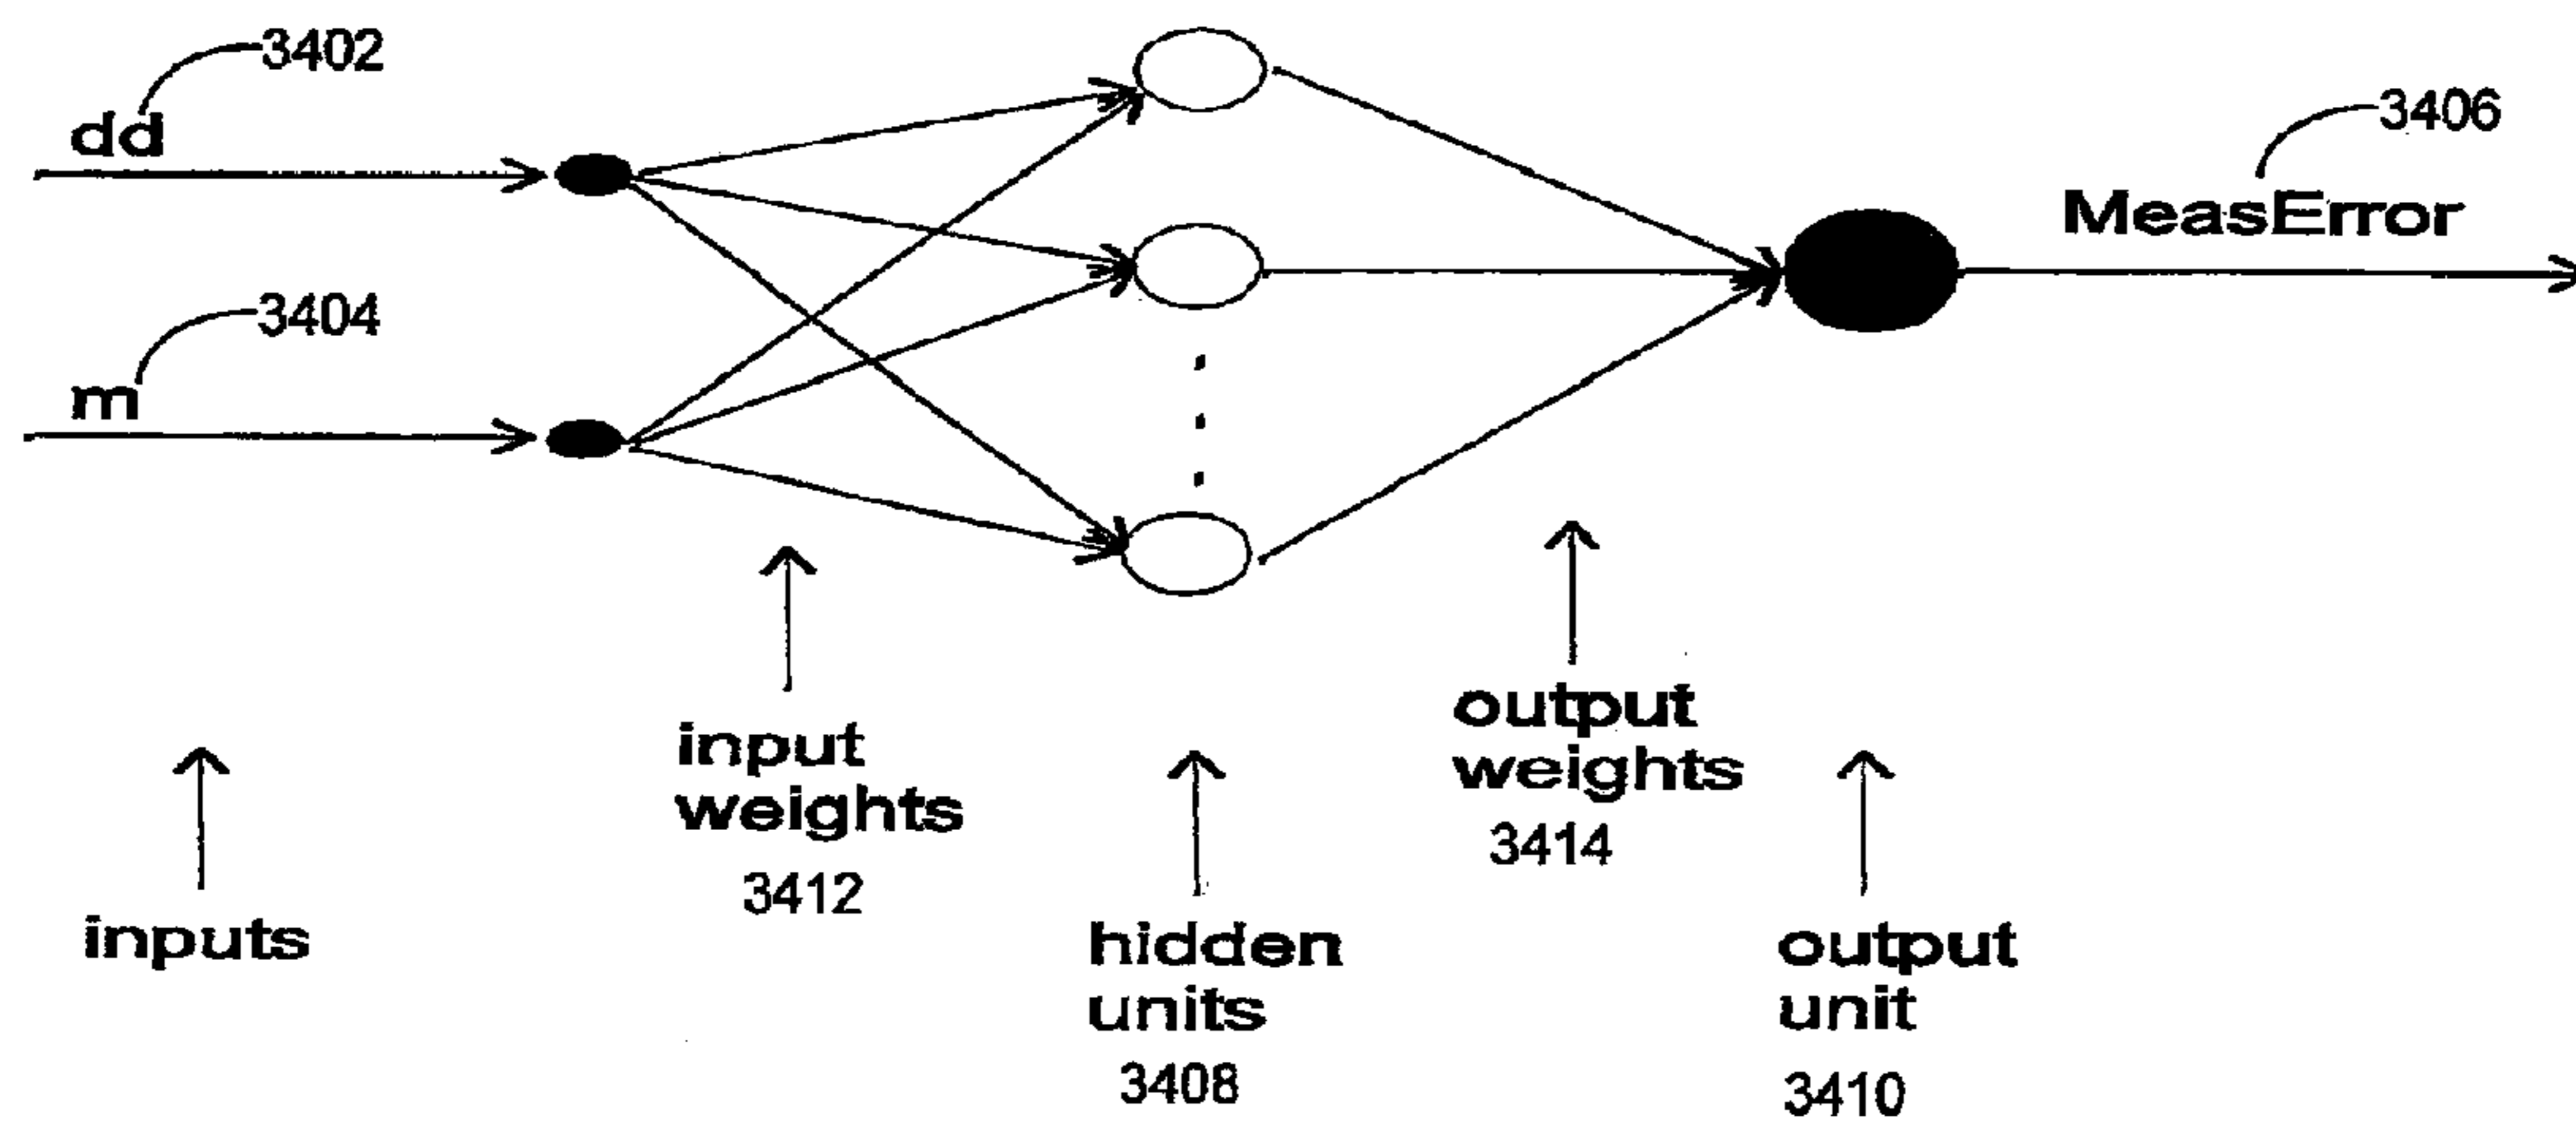 3402
dd
3406
MeasError
3404
m
input
weights
3412
output
weights
3414
inputs
hidden
units
3408
output
unit
3410